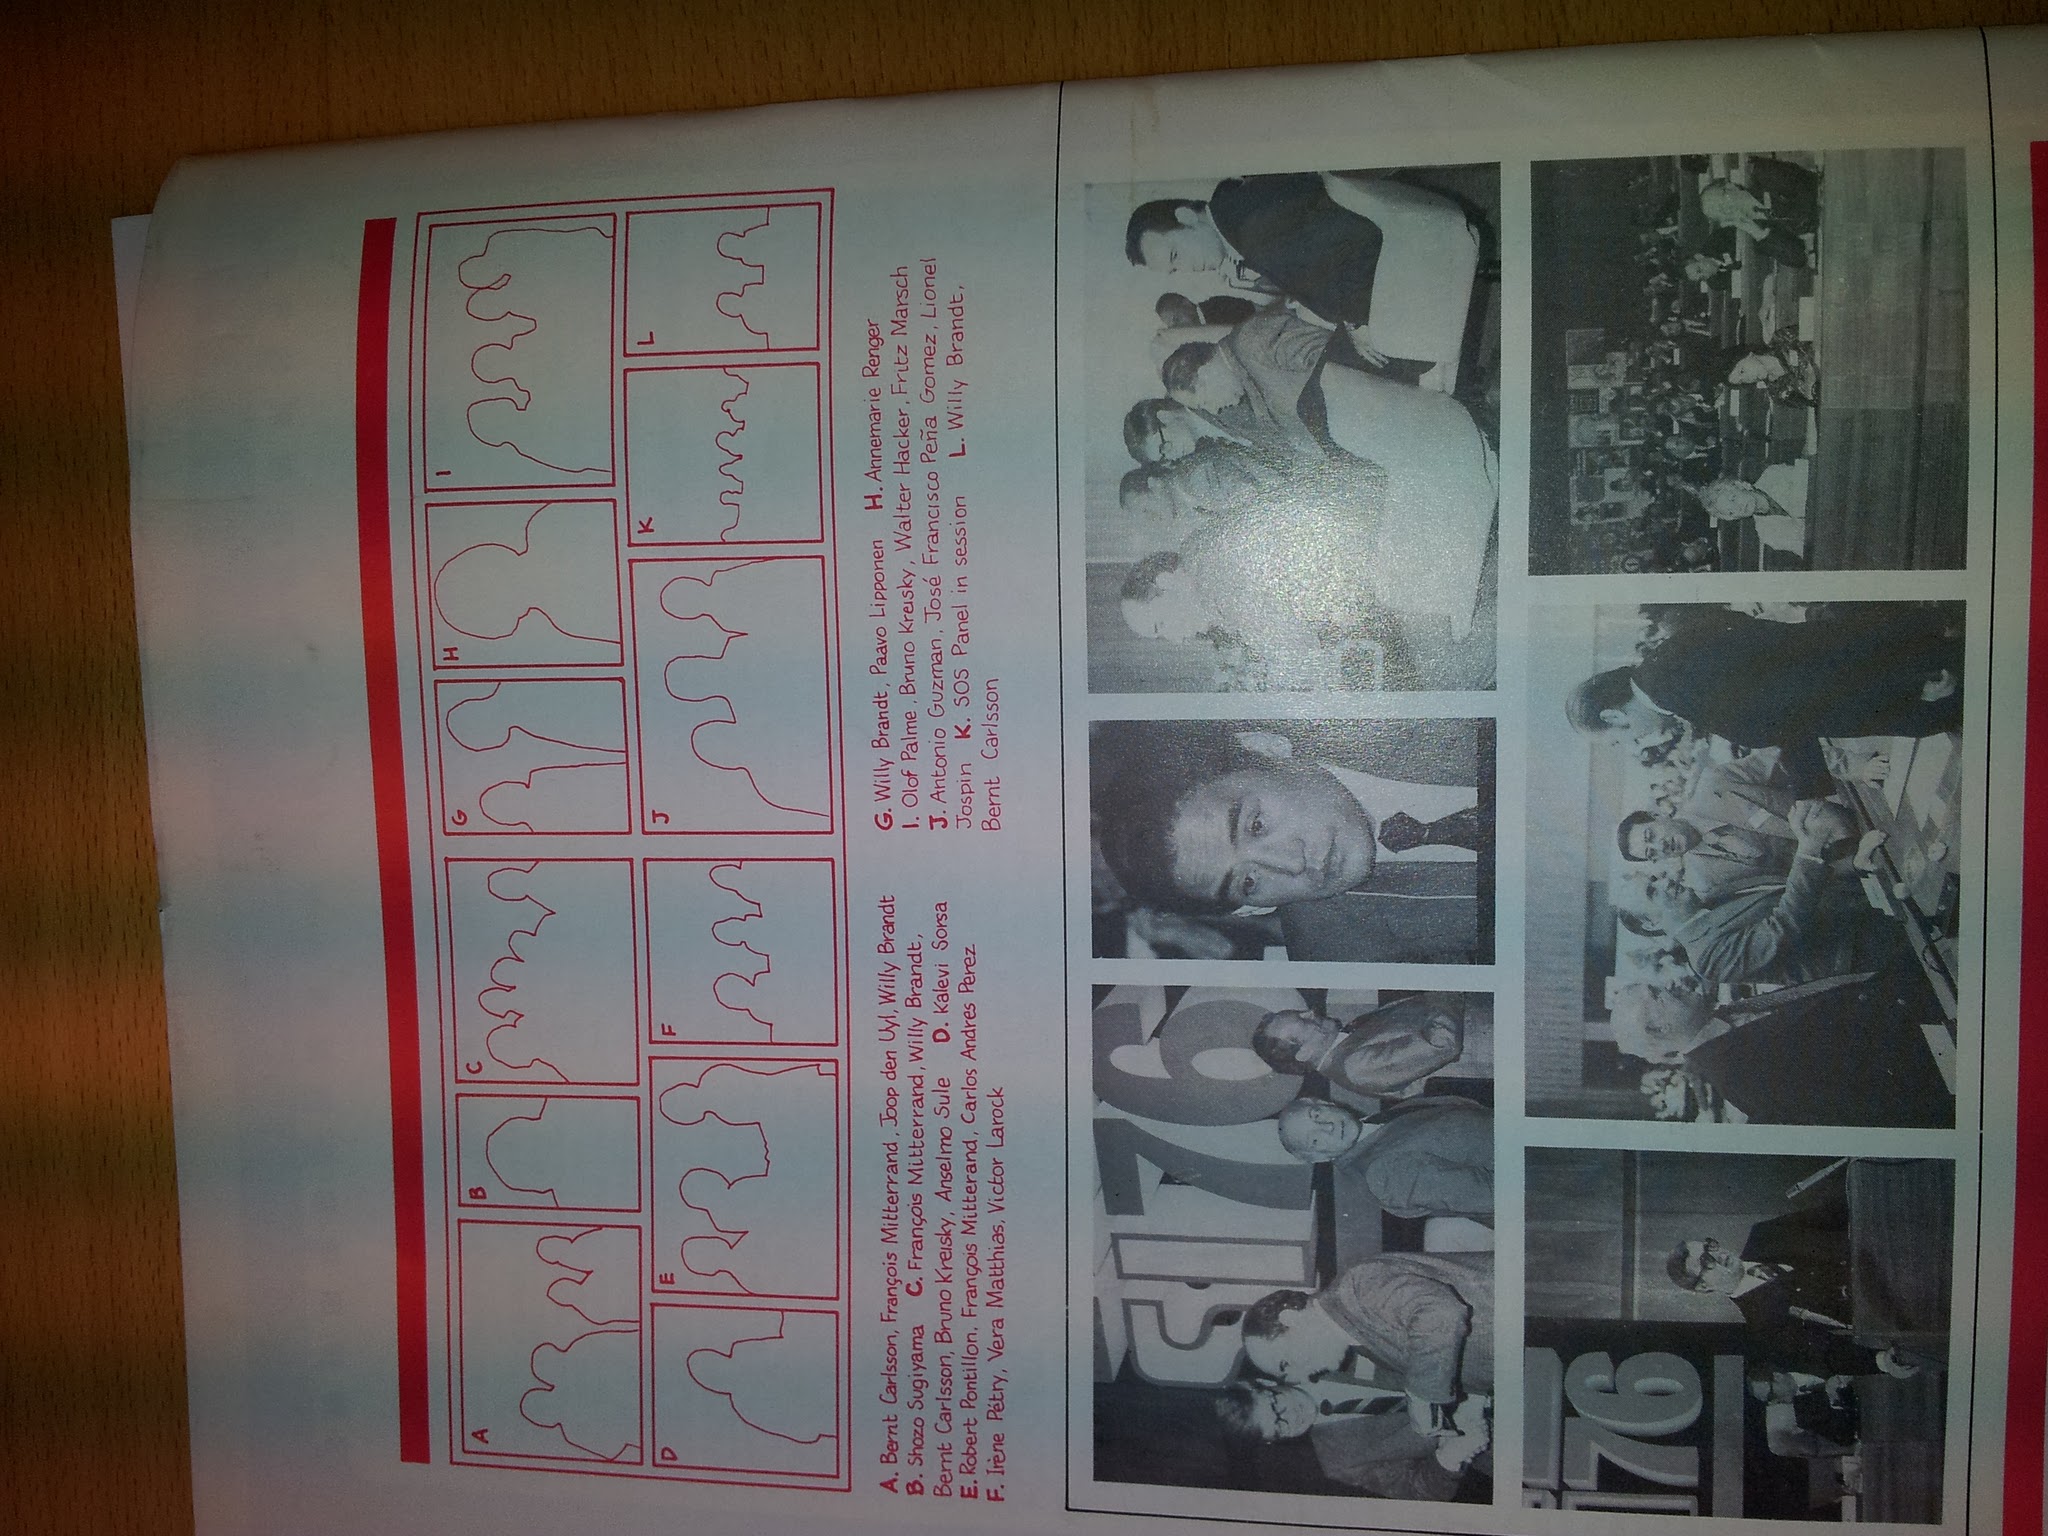 A
B
C
G
H
I
D
E
F
J
K
L
A. Bernt Carlsson, François Mitterrand, Joop den Uyl, Willy Brandt
B. Shozo Sugiyama C. François Mitterrand, Willy Brandt,
Bernt Carlsson, Bruno Kreisky, Anselmo Sule D. Kalevi Sorsa
E. Robert Pontillon, François Mitterand, Carlos Andres Perez
F. Irène Pétry, Vera Matthias, Victor Larock
G. Willy Brandt, Paavo Lipponen H. Annemarie Renger
I. Olof Palme, Bruno Kreisky, Walter Hacker, Fritz Marsch
J. Antonio Guzman, José Francisco Peña Gomez, Lionel
Jospin K. SOS Panel in session L. Willy Brandt,
Bernt Carlsson
SI76
76